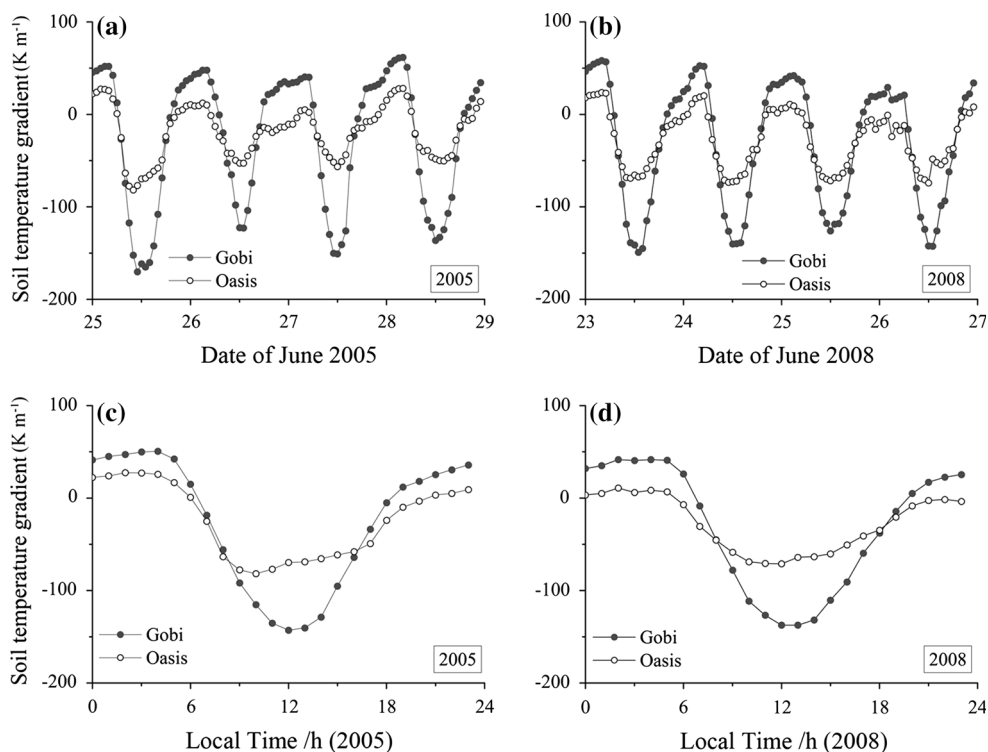 (a)
100
0
-100
-200
Soil temperature gradient (K m⁻¹)
Gobi
Oasis
2005
25 26 27 28 29
Date of June 2005
(b)
100
0
-100
-200
Gobi
Oasis
2008
23 24 25 26 27
Date of June 2008
(c)
100
0
-100
-200
Soil temperature gradient (K m⁻¹)
Gobi
Oasis
2005
0 6 12 18 24
Local Time /h (2005)
(d)
100
0
-100
-200
Gobi
Oasis
2008
0 6 12 18 24
Local Time /h (2008)